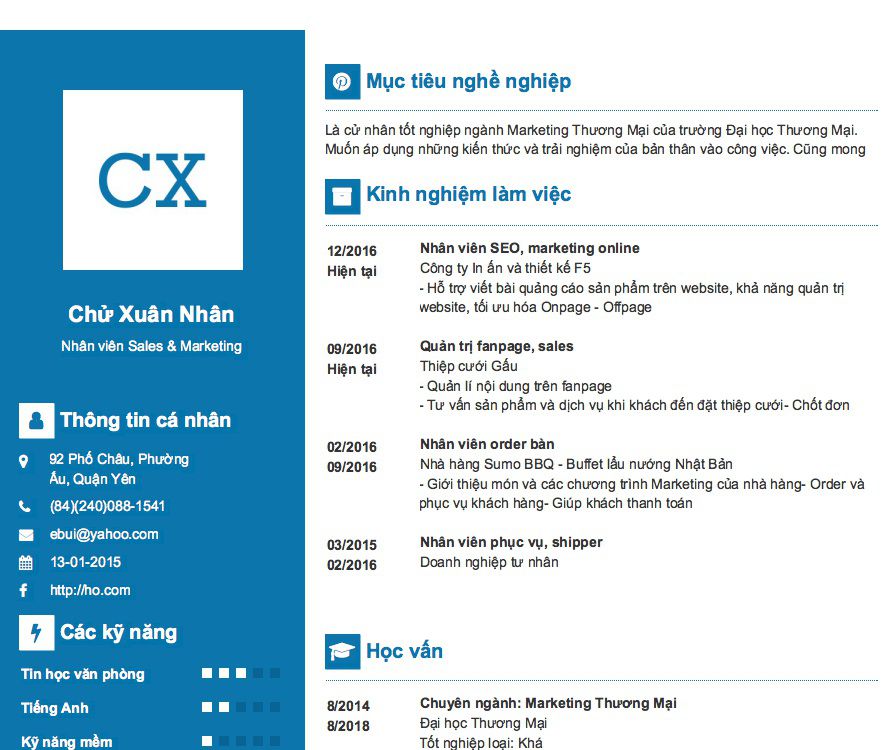 CX
Chử Xuân Nhân
Nhân viên Sales & Marketing
Thông tin cá nhân
92 Phố Châu, Phường
Ấu, Quận Yên
(84)(240)088-1541
ebui@yahoo.com
13-01-2015
http://ho.com
Các kỹ năng
Tin học văn phòng
Tiếng Anh
Kỹ năng mềm
Mục tiêu nghề nghiệp
Là cử nhân tốt nghiệp ngành Marketing Thương Mại của trường Đại học Thương Mại.
Muốn áp dụng những kiến thức và trải nghiệm của bản thân vào công việc. Cũng mong
Kinh nghiệm làm việc
12/2016
Hiện tại
Nhân viên SEO, marketing online
Công ty In ấn và thiết kế F5
- Hỗ trợ viết bài quảng cáo sản phẩm trên website, khả năng quản trị
website, tối ưu hóa Onpage - Offpage
09/2016
Hiện tại
Quản trị fanpage, sales
Thiệp cưới Gấu
- Quản lí nội dung trên fanpage
- Tư vấn sản phẩm và dịch vụ khi khách đến đặt thiệp cưới- Chốt đơn
02/2016
09/2016
Nhân viên order bàn
Nhà hàng Sumo BBQ - Buffet lẩu nướng Nhật Bản
- Giới thiệu món và các chương trình Marketing của nhà hàng- Order và
phục vụ khách hàng- Giúp khách thanh toán
03/2015
02/2016
Nhân viên phục vụ, shipper
Doanh nghiệp tư nhân
Học vấn
8/2014
8/2018
Chuyên ngành: Marketing Thương Mại
Đại học Thương Mại
Tốt nghiệp loại: Khá